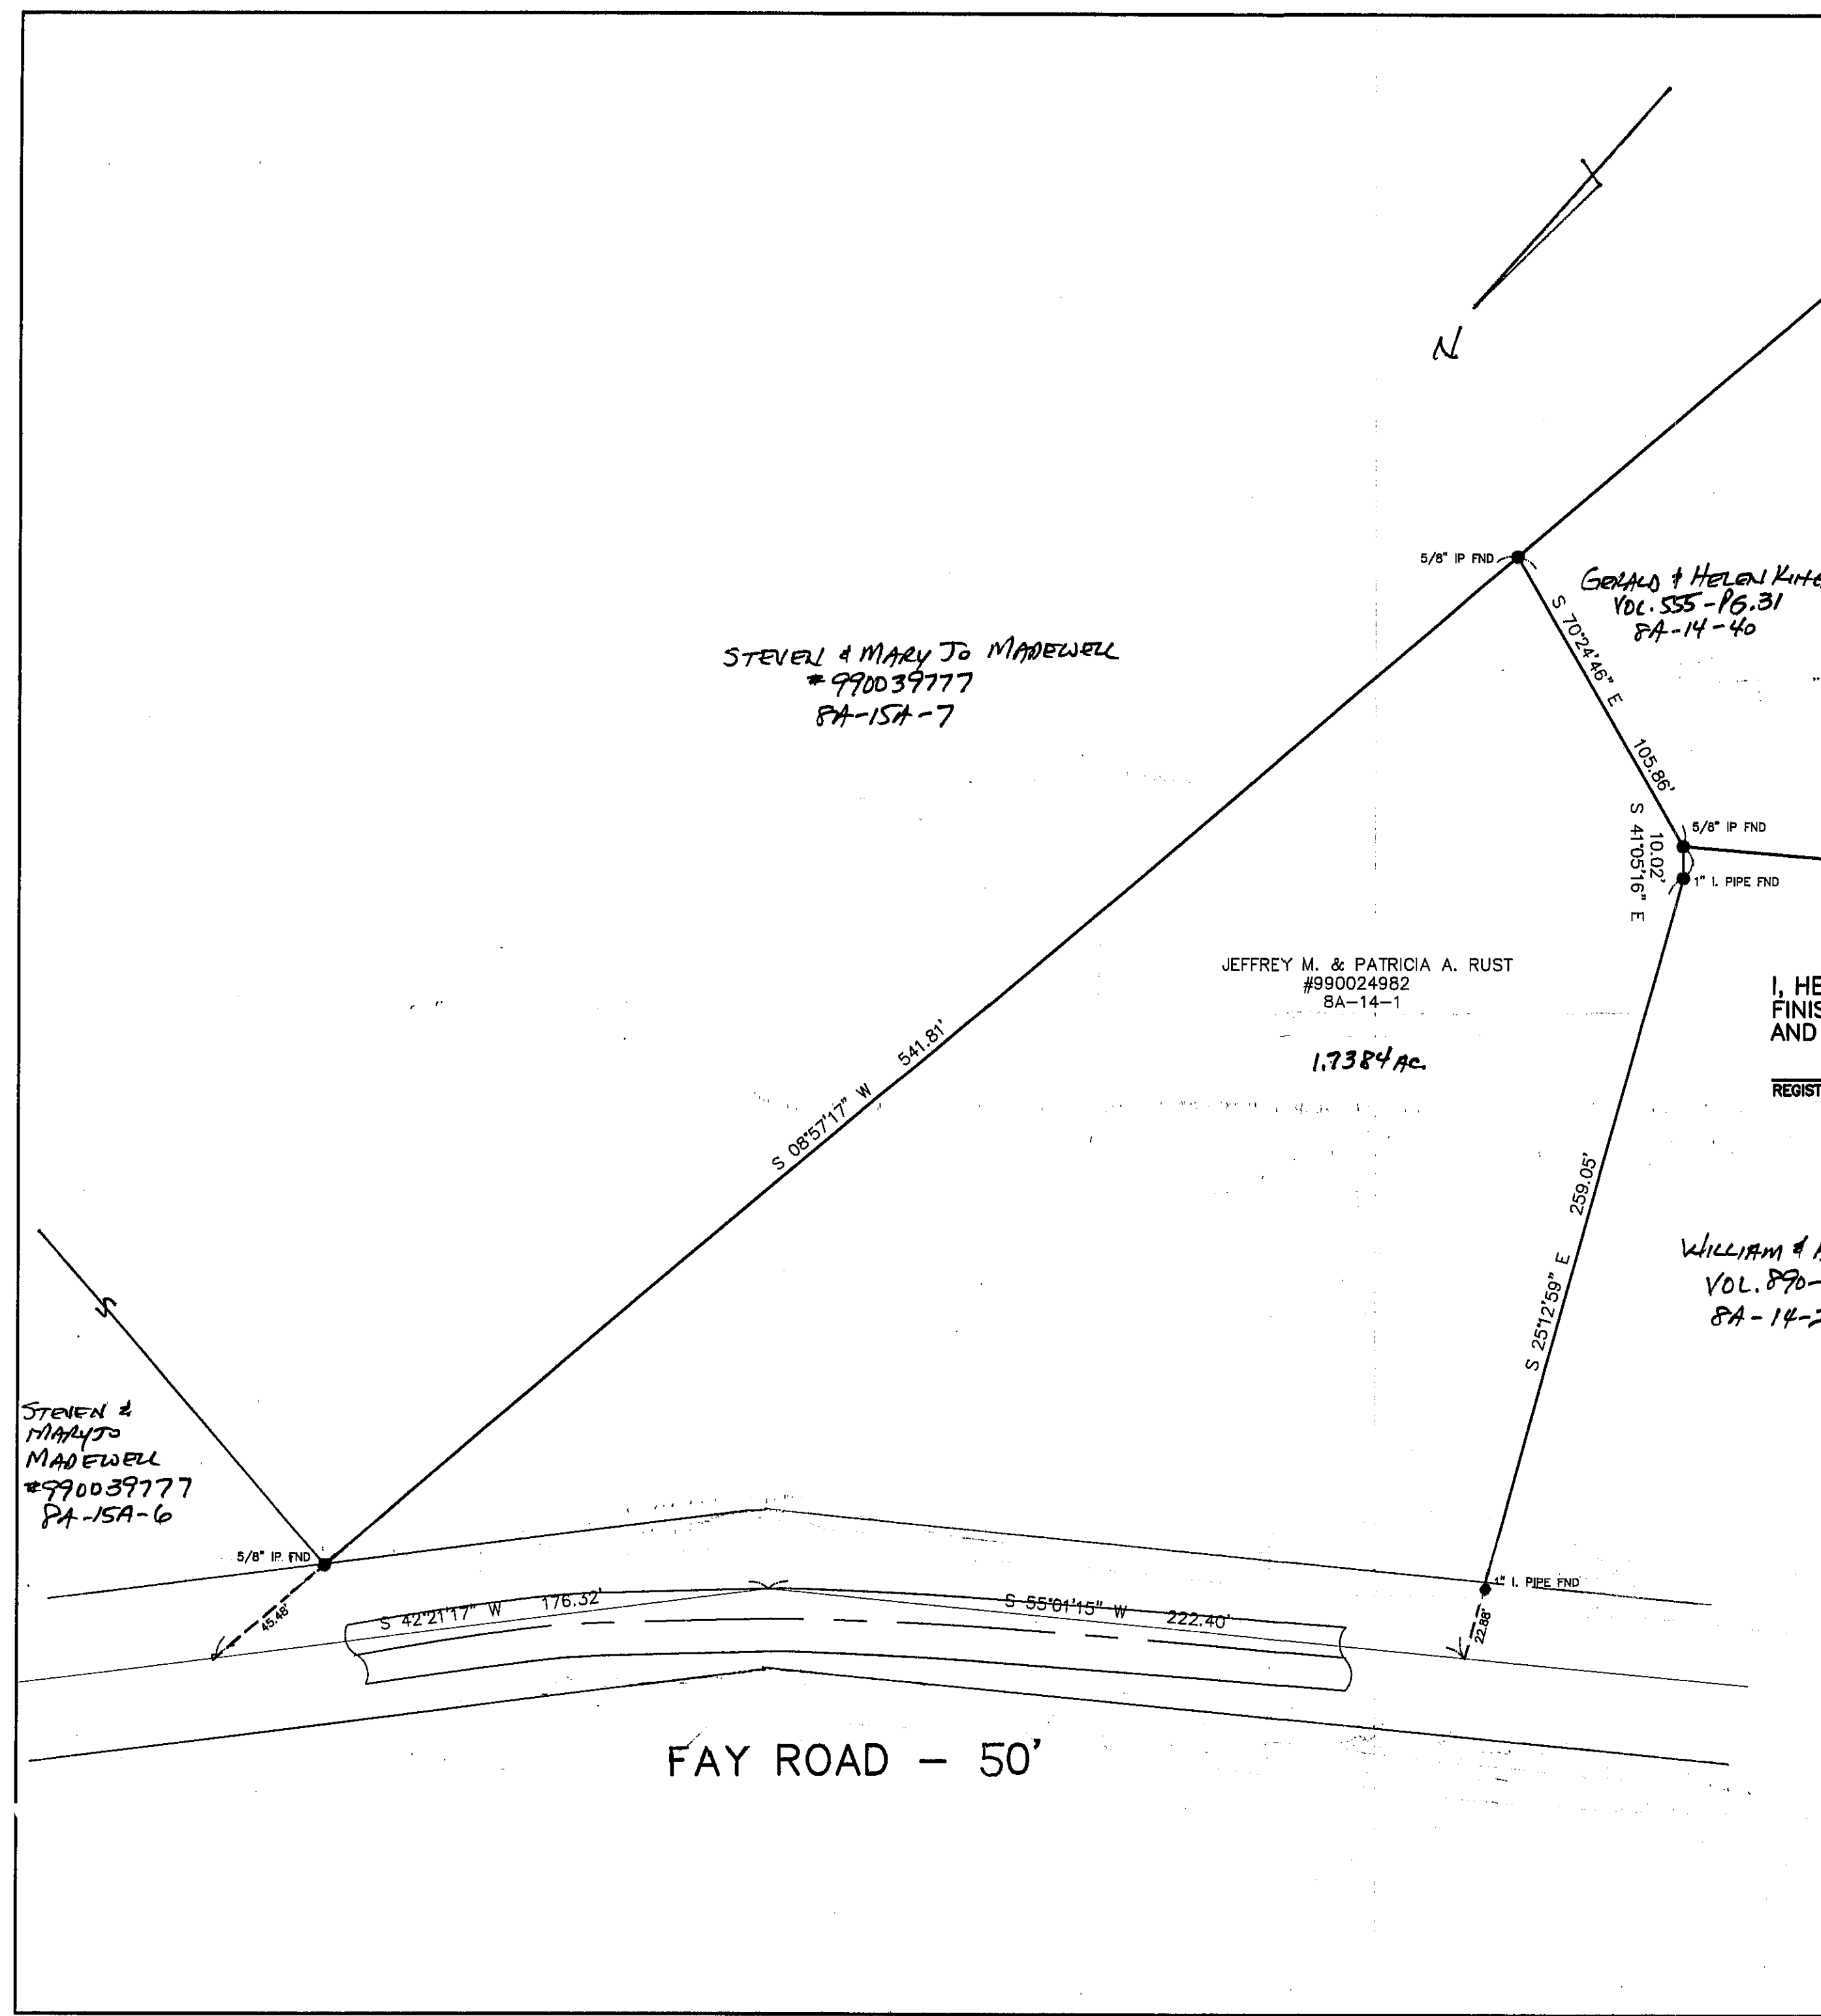 N
5/8" IP FND
GERALD & HELEN
VOL. 555-PG.31
8A-14-40
S 70°24'46" E 105.86'
STEVEN & MARY JO MADEWELL
#990039777
8A-15A-7
5/8" IP FND
10.02'
S 41°05'16" E
1" I. PIPE FND
JEFFREY M. & PATRICIA A. RUST
#990024982
8A-14-1
1.7384 AC.
I, HE
FINIS
AND
REGIST
S 08°57'17" W 541.81'
S 25°12'59" E 259.05'
WILLIAM &
VOL. 890-
8A-14-
STEVEN &
MARY JO
MADEWELL
#990039777
8A-15A-6
5/8" IP FND
45.48'
S 42°21'17" W 176.32'
S 55°01'15" W 222.40'
1" I. PIPE FND
22.88'
FAY ROAD – 50'